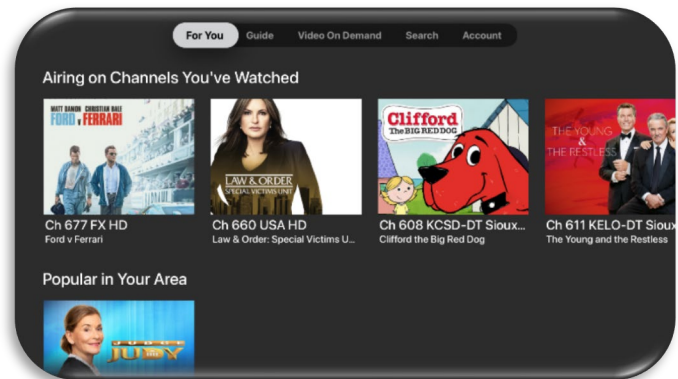 For You Guide Video On Demand Search Account
Airing on Channels You've Watched
MATT DAMON CHRISTIAN BALE
FORD v FERRARI
LAW & ORDER
SPECIAL VICTIMS UNIT
Clifford
THE BIG RED DOG
THE YOUNG
&
THE RESTLESS
Ch 677 FX HD
Ford v Ferrari
Ch 660 USA HD
Law & Order: Special Victims U...
Ch 608 KCSD-DT Sioux...
Clifford the Big Red Dog
Ch 611 KELO-DT Sioux
The Young and the Restless
Popular in Your Area
JUDGE
JUDY